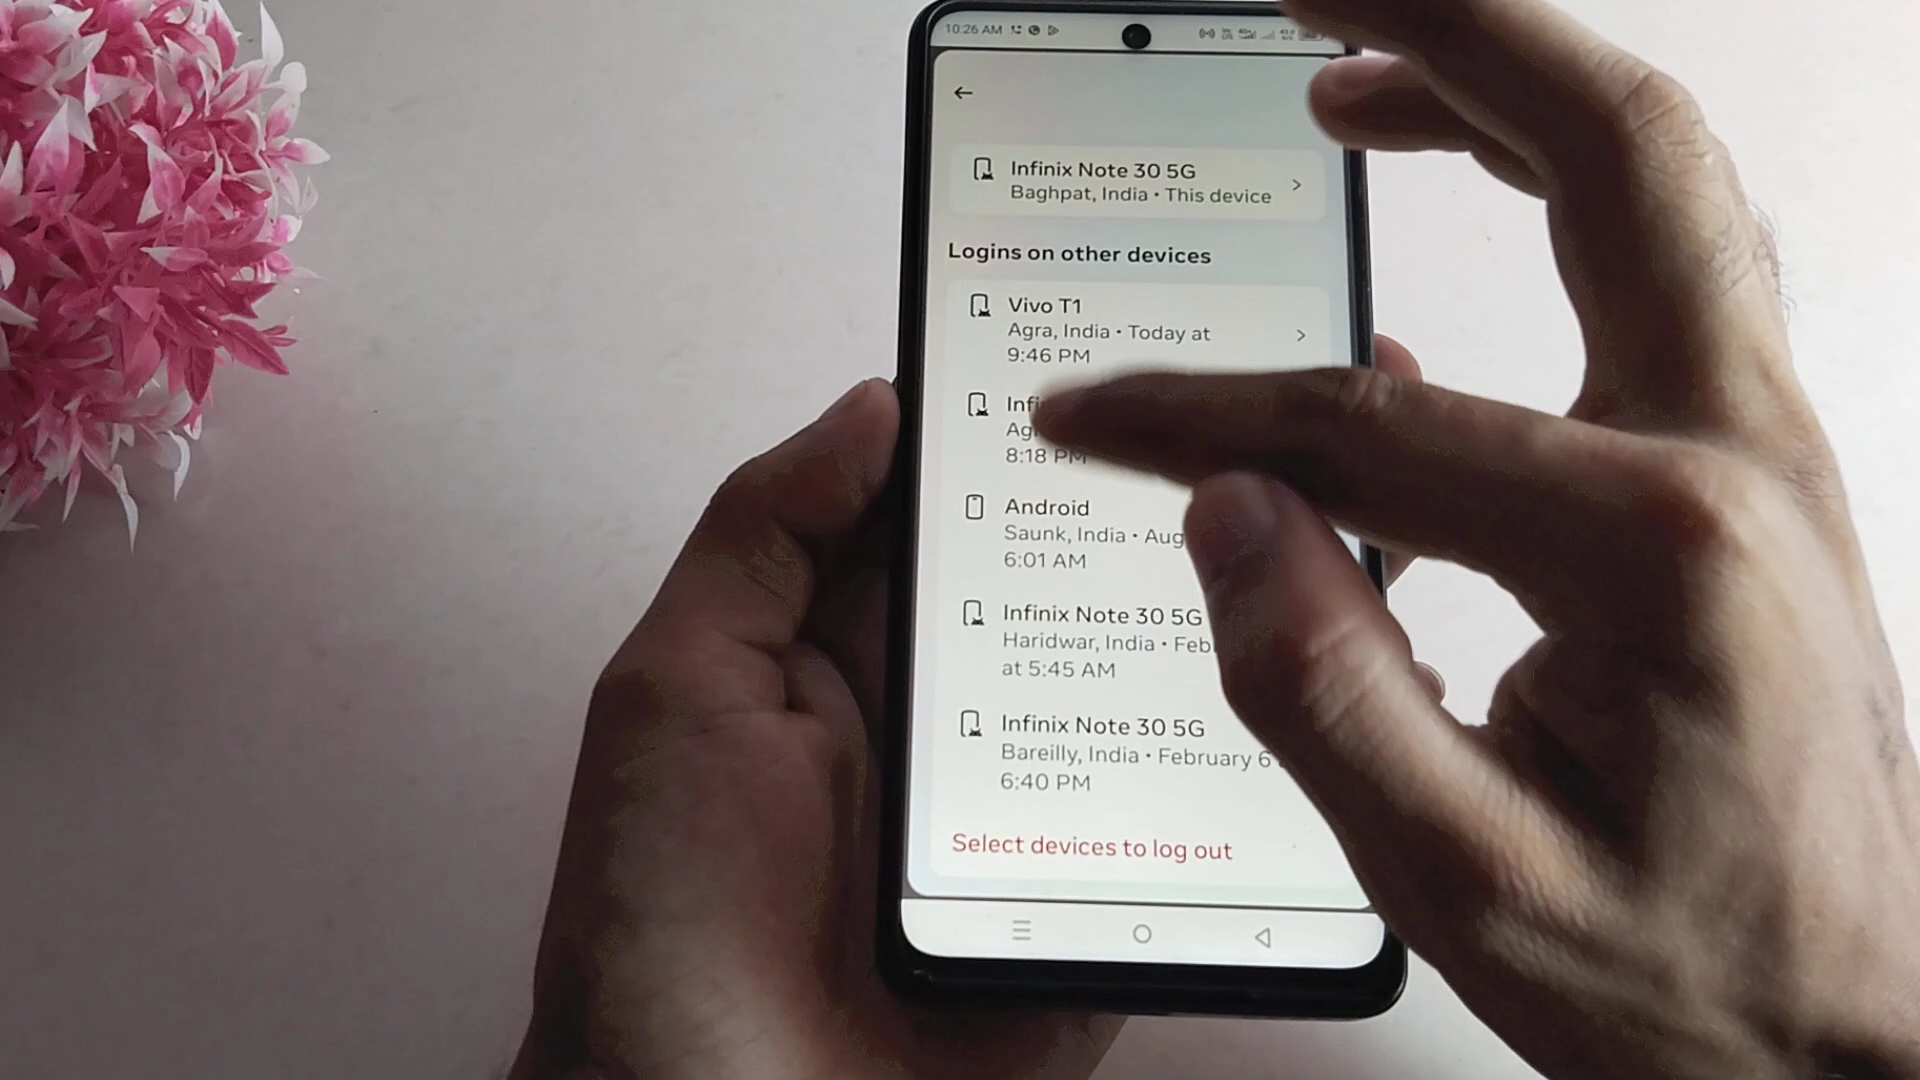 10:26 AM
Infinix Note 30 5G
Baghpat, India • This device
Logins on other devices
Vivo T1
Agra, India • Today at
9:46 PM
8:18 PM
Android
Saunk, India • Aug
6:01 AM
Infinix Note 30 5G
Haridwar, India • Feb
at 5:45 AM
Infinix Note 30 5G
Bareilly, India • February 6
6:40 PM
Select devices to log out